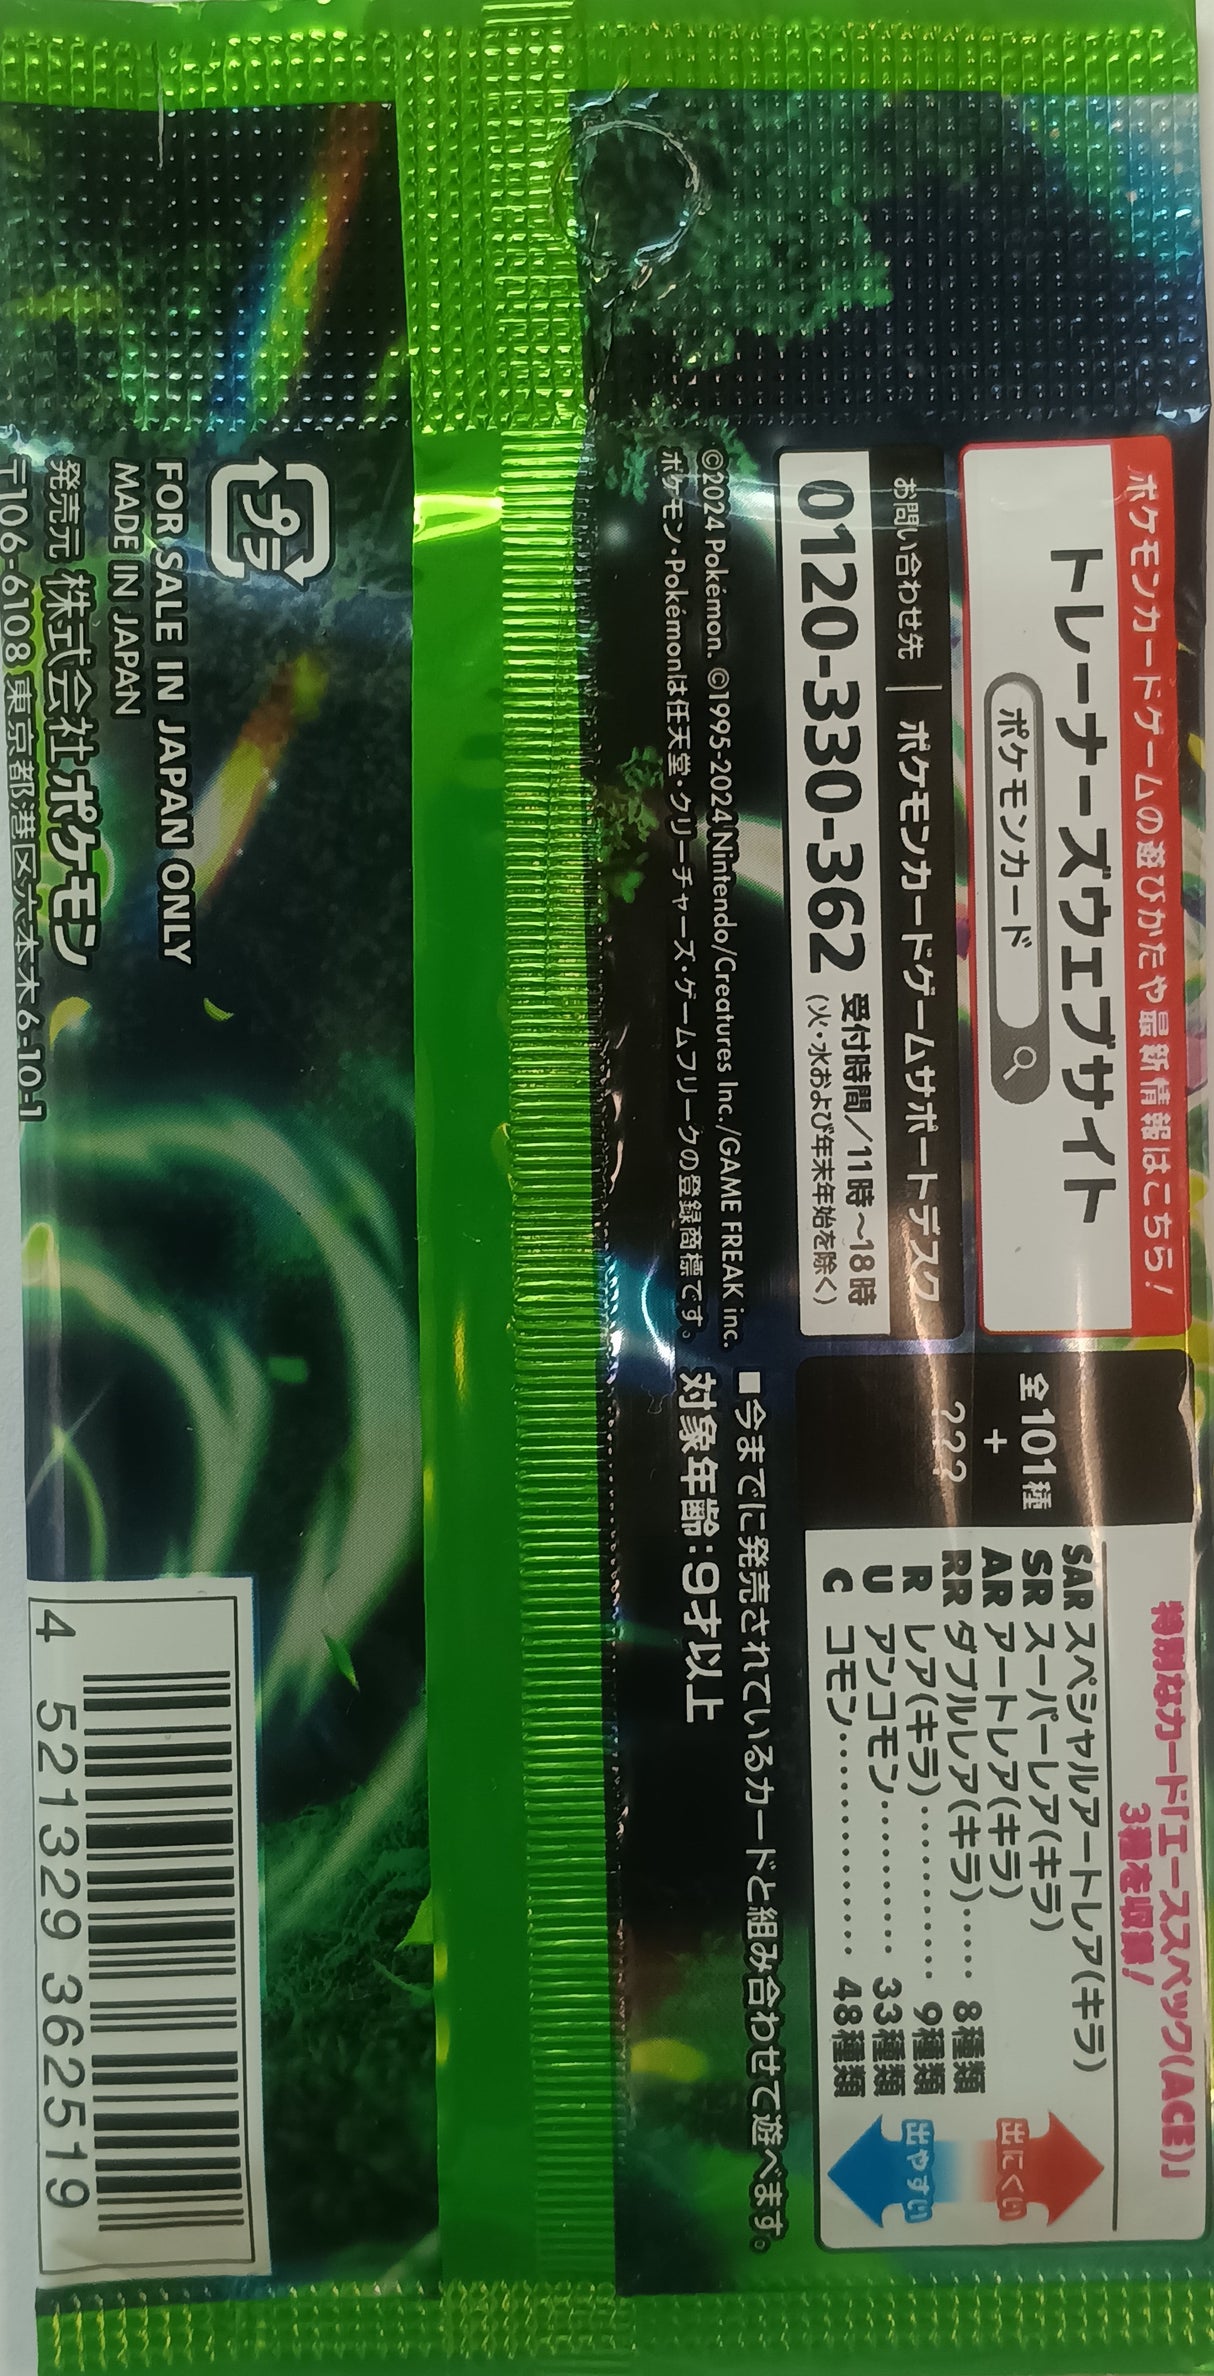 ポケモンカードゲームの遊びかたや最新情報はこちら!
トレーナーズウェブサイト
ポケモンカード
お問い合わせ先 | ポケモンカードゲームサポートデスク
0120-330-362 受付時間/11時~18時
(火・水および年末年始を除く)
©2024 Pokémon. ©1995-2024 Nintendo/Creatures Inc./GAME FREAK inc.
ポケモン・Pokémonは任天堂・クリーチャーズ・ゲームフリークの登録商標です。
全101種
+
???
特別なカード「エーススペック(ACE)」
3種を収録!
SAR スペシャルアートレア(キラ)
SR スーパーレア(キラ)
AR アートレア(キラ)
RR ダブルレア(キラ)…… 8種類
R レア(キラ)………… 9種類
U アンコモン………… 33種類
C コモン……………… 48種類
出にくい
出やすい
■今までに発売されているカードと組み合わせて遊べます。
対象年齢:9才以上
プラ
FOR SALE IN JAPAN ONLY
MADE IN JAPAN
発売元 株式会社ポケモン
〒106-6108 東京都港区六本木6-10-1
4 521329 362519